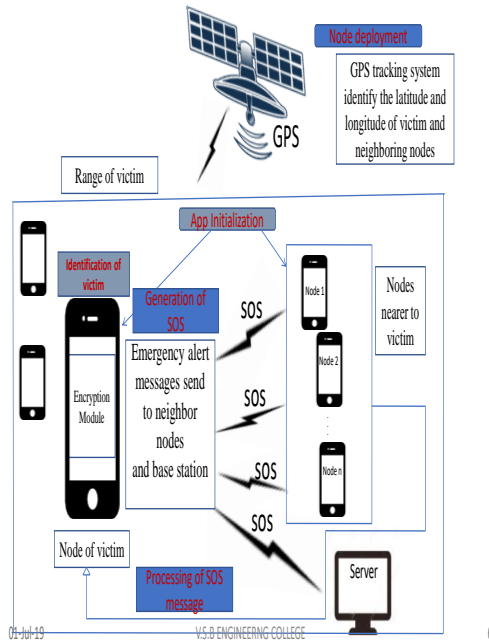 Node deployment
GPS tracking system
identify the latitude and
longitude of victim and
neighboring nodes
GPS
Range of victim
App Initialization
Identification of
victim
Generation of
SOS
Emergency alert
messages send
to neighbor
nodes
and base station
Encryption
Module
SOS
SOS
SOS
SOS
Node 1
Node 2
Node n
Nodes
nearer to
victim
Node of victim
Processing of SOS
message
Server
01-Jul-19
V.S.B ENGINEERNG COLLEGE